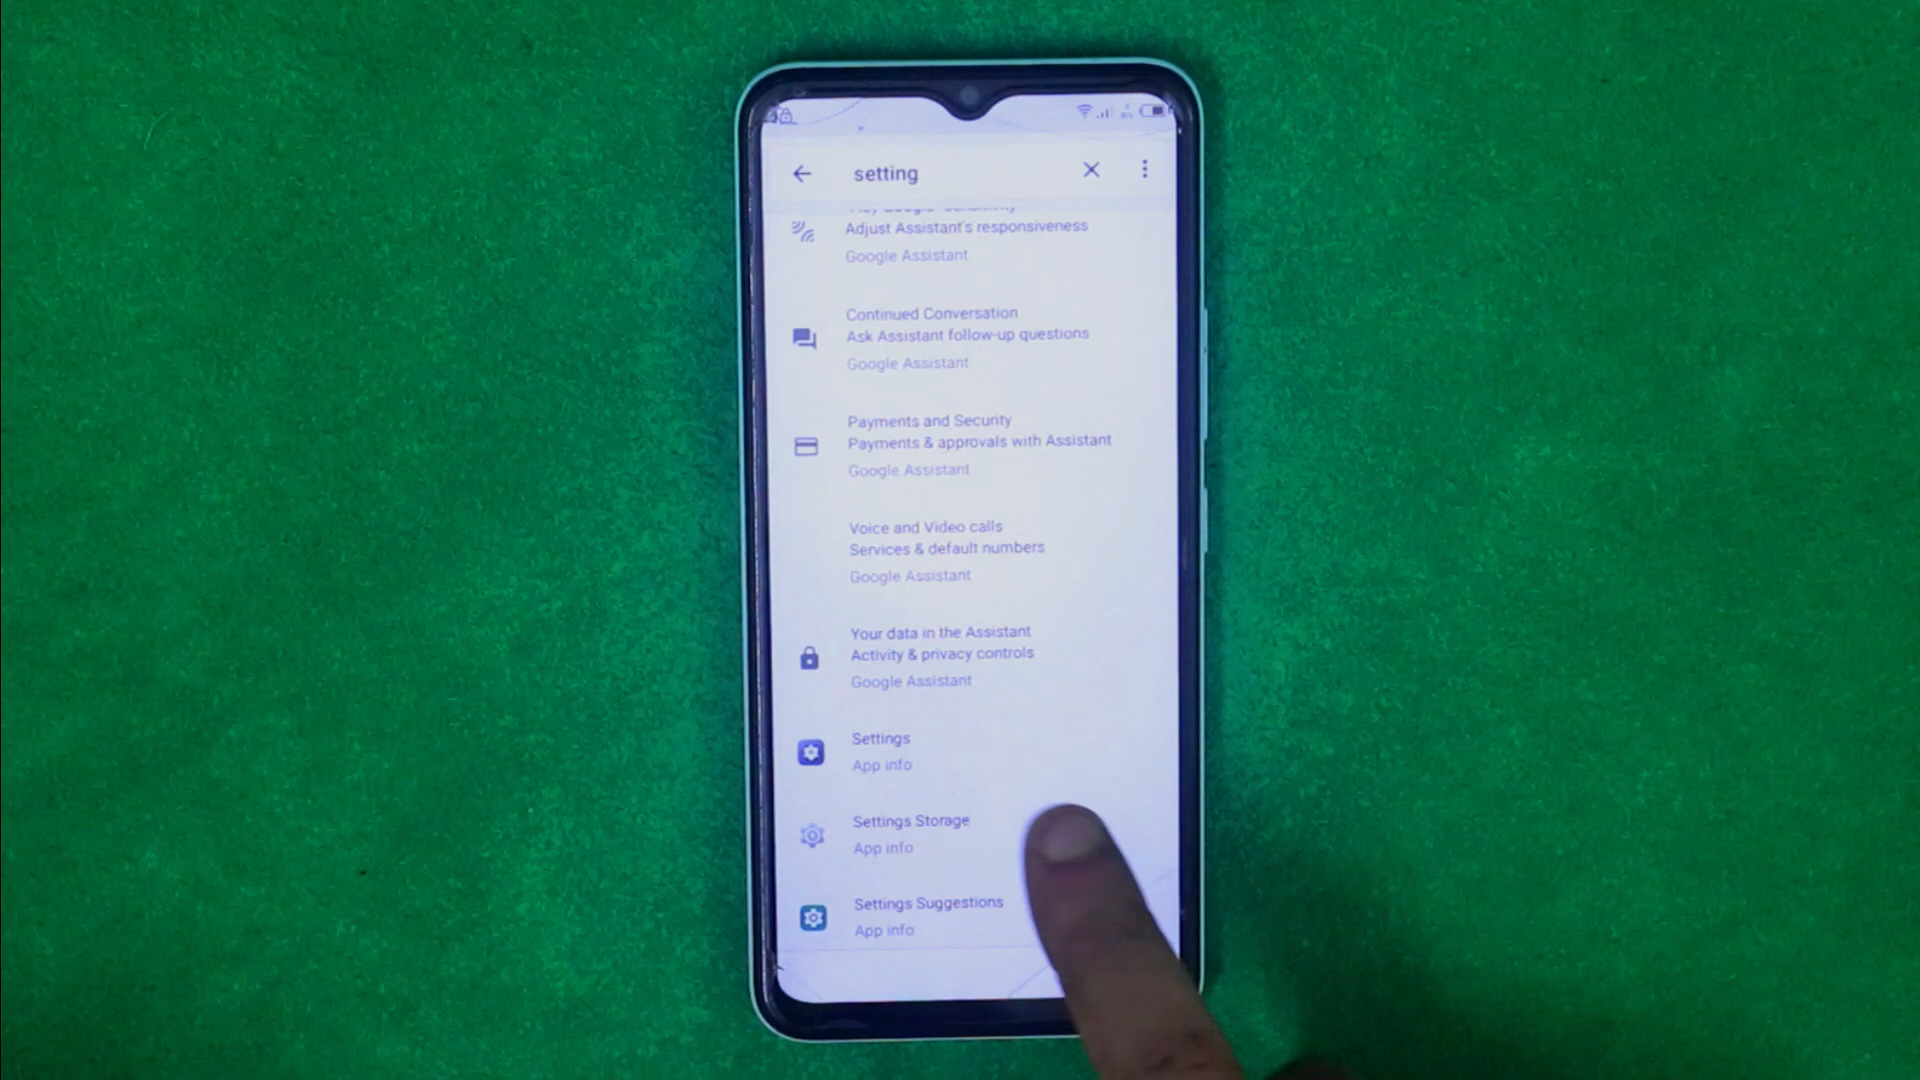 setting
Adjust Assistant's responsiveness
Google Assistant
Continued Conversation
Ask Assistant follow-up questions
Google Assistant
Payments and Security
Payments & approvals with Assistant
Google Assistant
Voice and Video calls
Services & default numbers
Google Assistant
Your data in the Assistant
Activity & privacy controls
Google Assistant
Settings
App info
Settings Storage
App info
Settings Suggestions
App info